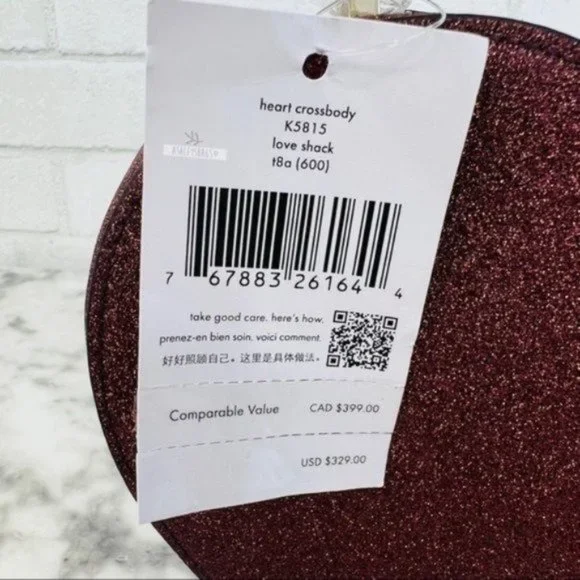 heart crossbody
K5815
love shack
t8a (600)
7 67883 26164 4
take good care. here's how.
prenez-en bien soin. voici comment.
好好照顾自己。这里是具体做法。
Comparable Value CAD $399.00
USD $329.00